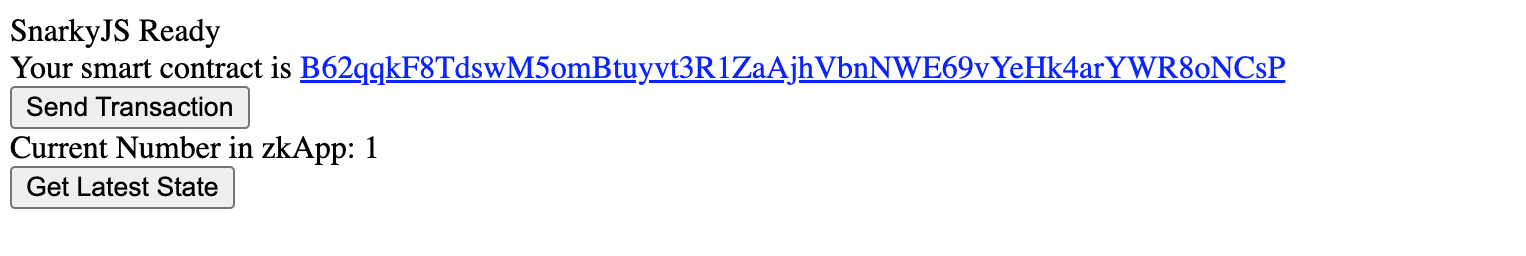 SnarkyJS Ready
Your smart contract is B62qqkF8TdswM5omBtuyvt3R1ZaAjhVbnNWE69vYeHk4arYWR8oNCsP
Send Transaction
Current Number in zkApp: 1
Get Latest State